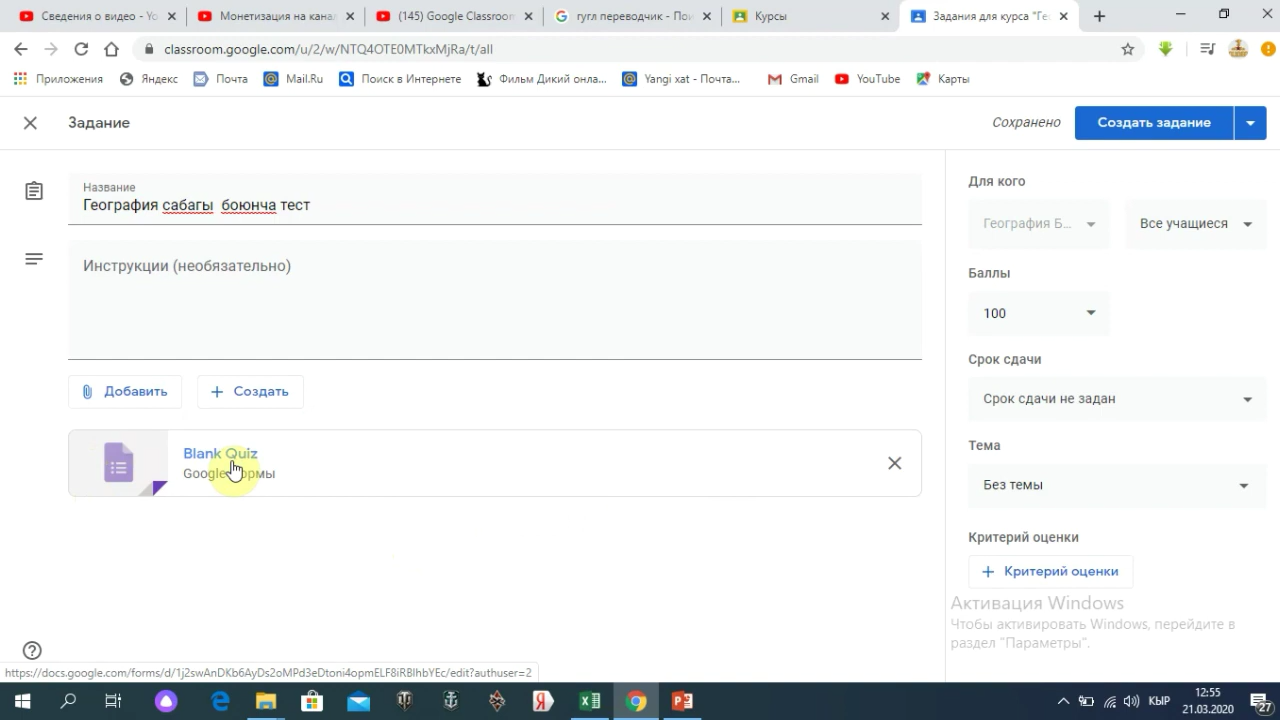 Сведения о видео - Yo
Монетизация на канал
(145) Google Classroon
гугл переводчик - Пои
Курсы
Задания для курса "Ге
classroom.google.com/u/2/w/NTQ4OTE0MTkxMjRa/t/all
Приложения
Яндекс
Почта
Mail.Ru
Поиск в Интернете
Фильм Дикий онла...
Yangi xat - Почта...
Gmail
YouTube
Карты
Задание
Сохранено
Создать задание
Название
География сабагы боюнча тест
Инструкции (необязательно)
Добавить
Создать
Blank Quiz
Google Формы
Для кого
География Б...
Все учащиеся
Баллы
100
Срок сдачи
Срок сдачи не задан
Тема
Без темы
Критерий оценки
Критерий оценки
Активация Windows
Чтобы активировать Windows, перейдите в
раздел "Параметры".
https://docs.google.com/forms/d/1j2swAnDKb6AyDs2oMPd3eDtoni4opmELF8iRBlhbYEc/edit?authuser=2
КЫР
12:55
21.03.2020
27